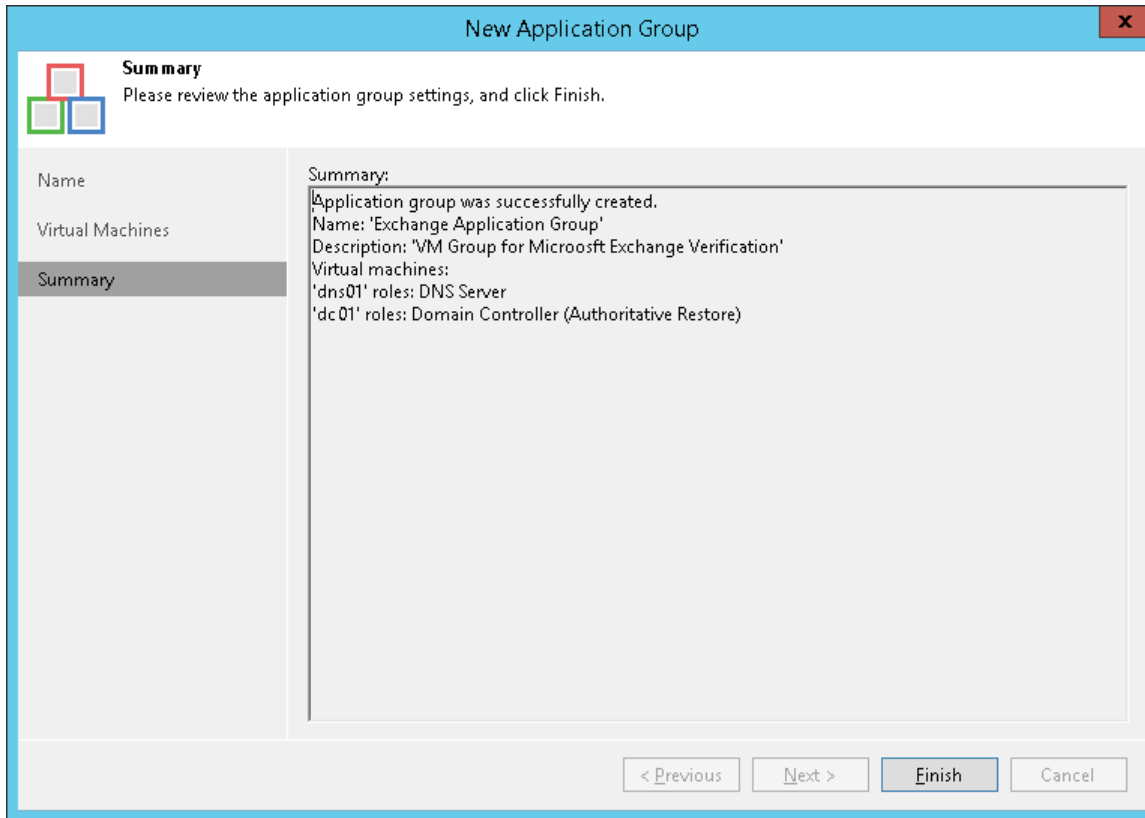 New Application Group
x
Summary
Please review the application group settings, and click Finish.
Name
Virtual Machines
Summary
Summary:
Application group was successfully created.
Name: 'Exchange Application Group'
Description: 'VM Group for Microosft Exchange Verification'
Virtual machines:
'dns01' roles: DNS Server
'dc01' roles: Domain Controller (Authoritative Restore)
< Previous
Next >
Finish
Cancel